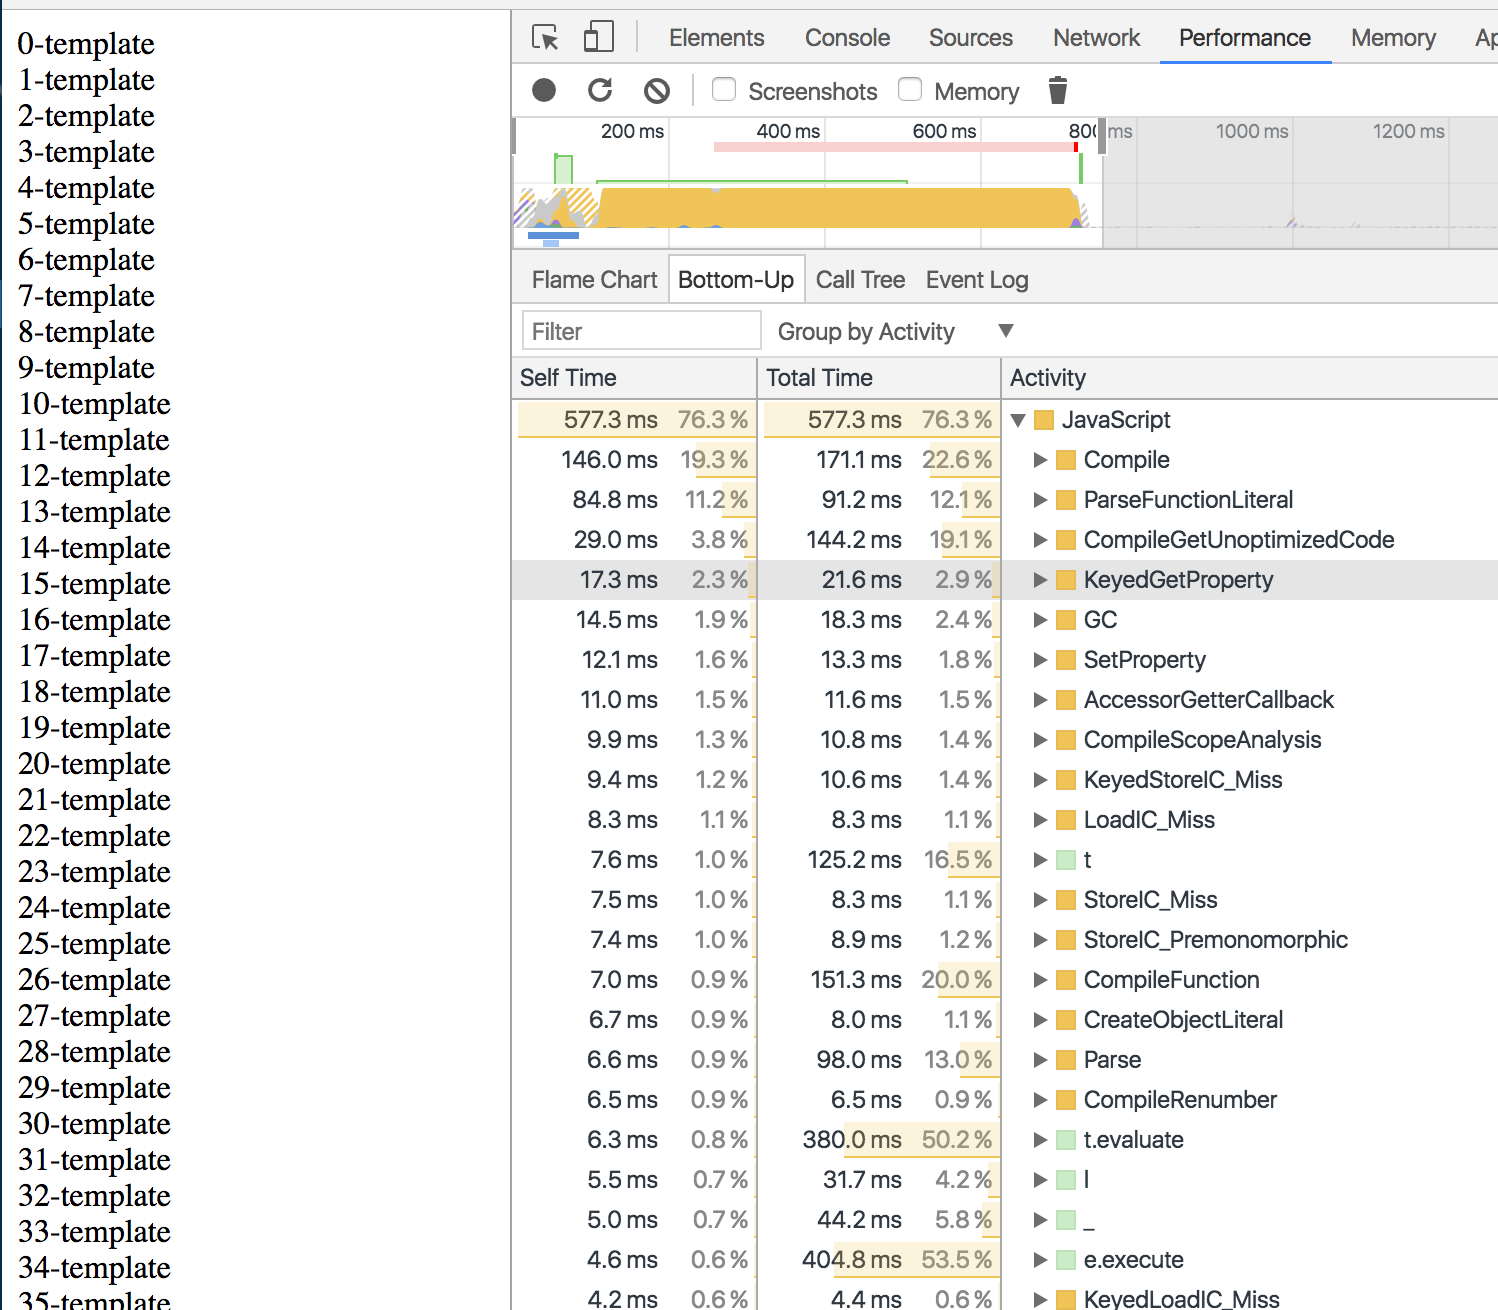 0-template
1-template
2-template
3-template
4-template
5-template
6-template
7-template
8-template
9-template
10-template
11-template
12-template
13-template
14-template
15-template
16-template
17-template
18-template
19-template
20-template
21-template
22-template
23-template
24-template
25-template
26-template
27-template
28-template
29-template
30-template
31-template
32-template
33-template
34-template
35-template
Elements Console Sources Network Performance Memory Ap
Screenshots Memory
200 ms 400 ms 600 ms 800 ms 1000 ms 1200 ms
Flame Chart Bottom-Up Call Tree Event Log
Filter Group by Activity
Self Time Total Time Activity
577.3 ms 76.3 % 577.3 ms 76.3 % JavaScript
146.0 ms 19.3 % 171.1 ms 22.6 % Compile
84.8 ms 11.2 % 91.2 ms 12.1 % ParseFunctionLiteral
29.0 ms 3.8 % 144.2 ms 19.1 % CompileGetUnoptimizedCode
17.3 ms 2.3 % 21.6 ms 2.9 % KeyedGetProperty
14.5 ms 1.9 % 18.3 ms 2.4 % GC
12.1 ms 1.6 % 13.3 ms 1.8 % SetProperty
11.0 ms 1.5 % 11.6 ms 1.5 % AccessorGetterCallback
9.9 ms 1.3 % 10.8 ms 1.4 % CompileScopeAnalysis
9.4 ms 1.2 % 10.6 ms 1.4 % KeyedStoreIC_Miss
8.3 ms 1.1 % 8.3 ms 1.1 % LoadIC_Miss
7.6 ms 1.0 % 125.2 ms 16.5 % t
7.5 ms 1.0 % 8.3 ms 1.1 % StoreIC_Miss
7.4 ms 1.0 % 8.9 ms 1.2 % StoreIC_Premonomorphic
7.0 ms 0.9 % 151.3 ms 20.0 % CompileFunction
6.7 ms 0.9 % 8.0 ms 1.1 % CreateObjectLiteral
6.6 ms 0.9 % 98.0 ms 13.0 % Parse
6.5 ms 0.9 % 6.5 ms 0.9 % CompileRenumber
6.3 ms 0.8 % 380.0 ms 50.2 % t.evaluate
5.5 ms 0.7 % 31.7 ms 4.2 % l
5.0 ms 0.7 % 44.2 ms 5.8 % _
4.6 ms 0.6 % 404.8 ms 53.5 % e.execute
4.2 ms 0.6 % 4.4 ms 0.6 % KeyedLoadIC_Miss